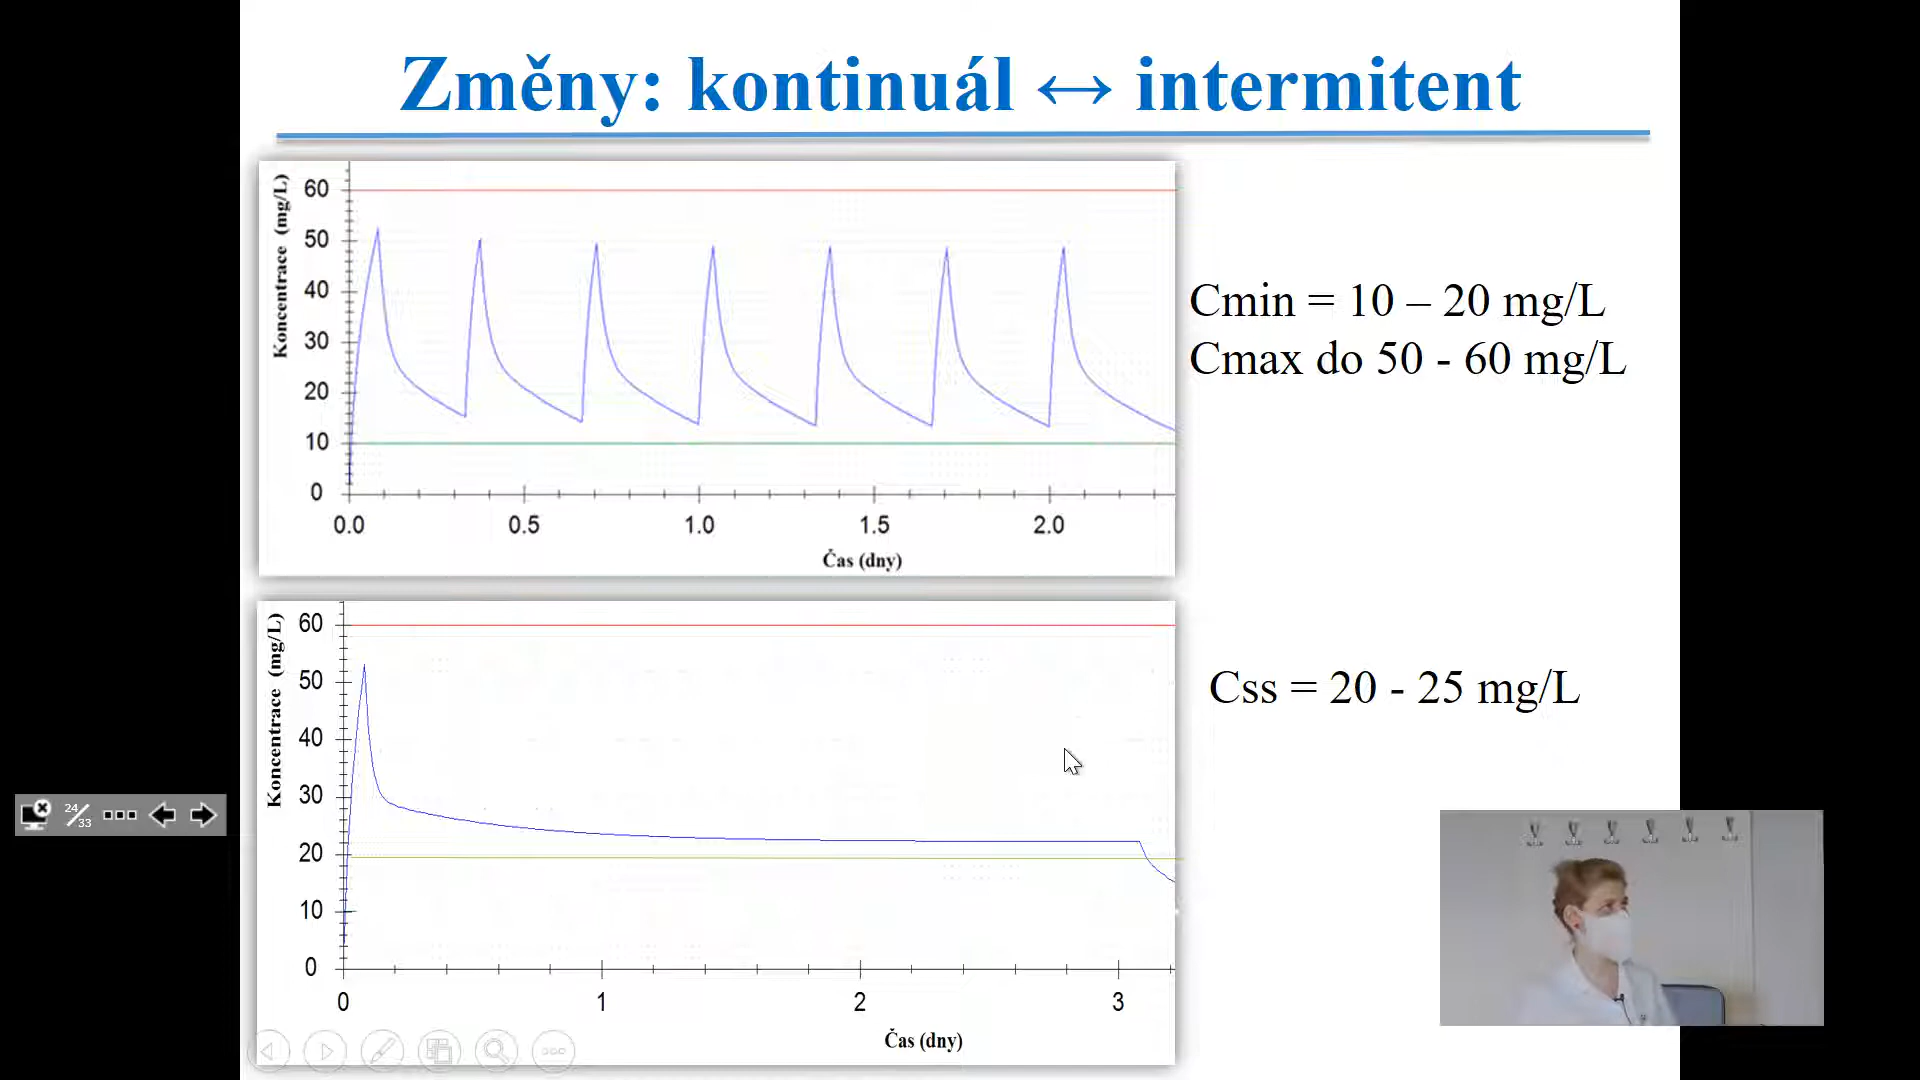 Změny: kontinuál ↔ intermitent
Koncentrace (mg/L)
60
50
40
30
20
10
0
0.0 0.5 1.0 1.5 2.0
Čas (dny)
Cmin = 10 – 20 mg/L
Cmax do 50 - 60 mg/L
Koncentrace (mg/L)
60
50
40
30
20
10
0
0 1 2 3
Čas (dny)
Css = 20 - 25 mg/L
24/33